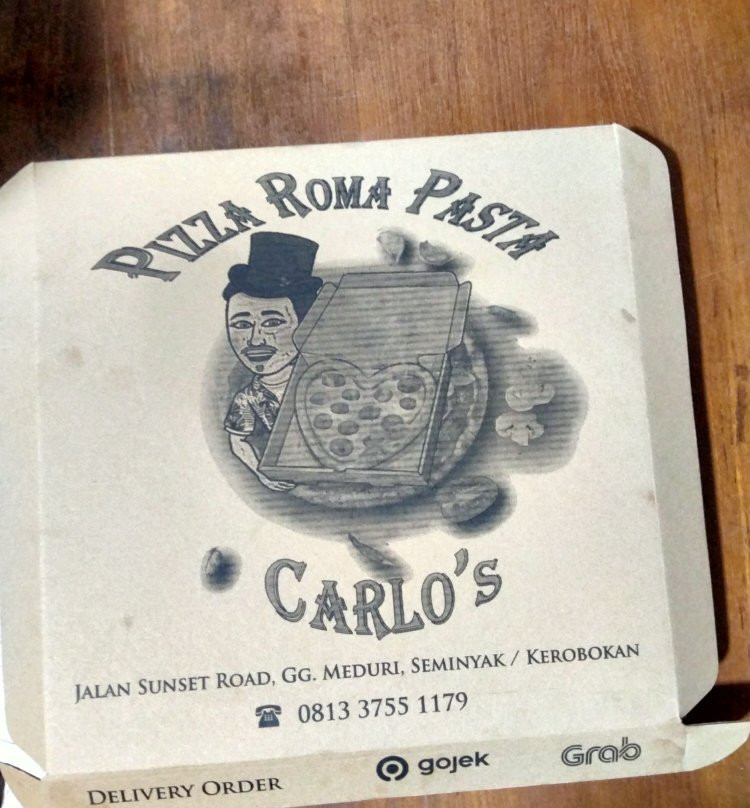 PIZZA ROMA PASTA
CARLO'S
JALAN SUNSET ROAD, GG. MEDURI, SEMINYAK / KEROBOKAN
0813 3755 1179
DELIVERY ORDER gojek Grab